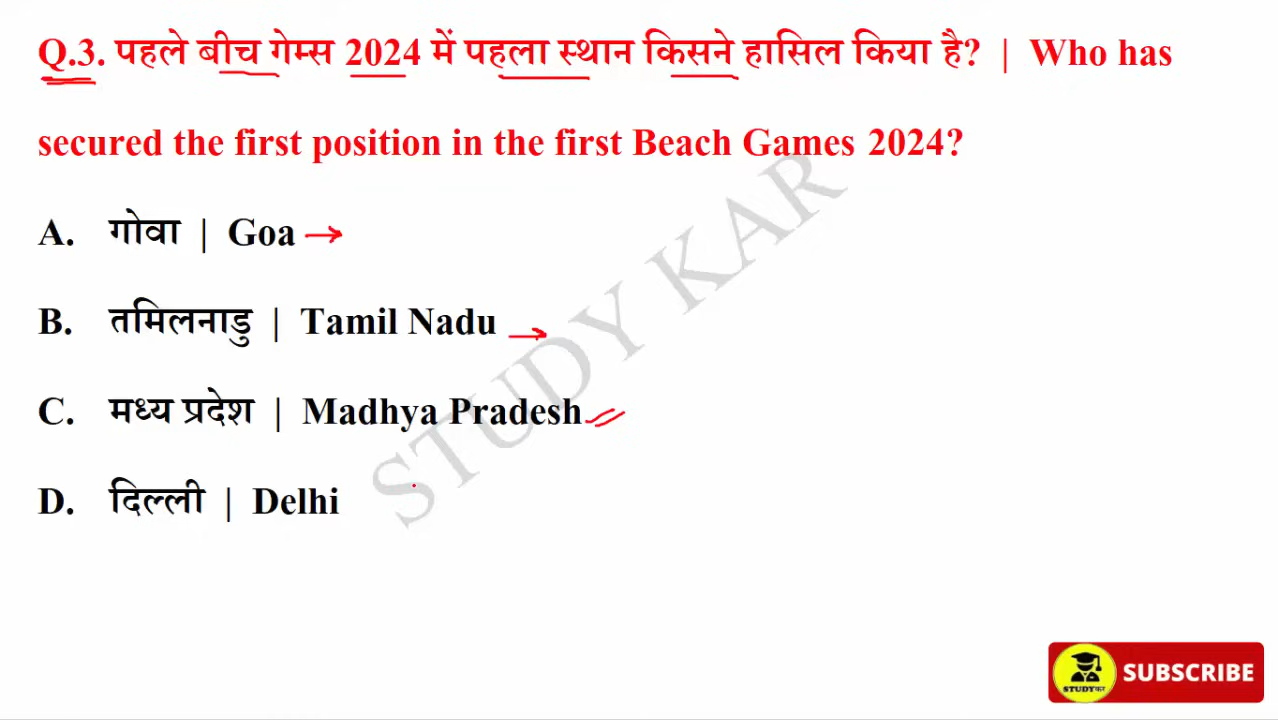 Q.3. पहले बीच गेम्स 2024 में पहला स्थान किसने हासिल किया है? | Who has
secured the first position in the first Beach Games 2024?
A. गोवा | Goa
B. तमिलनाडु | Tamil Nadu
C. मध्य प्रदेश | Madhya Pradesh
D. दिल्ली | Delhi
STUDY KAR
STUDYकर
SUBSCRIBE